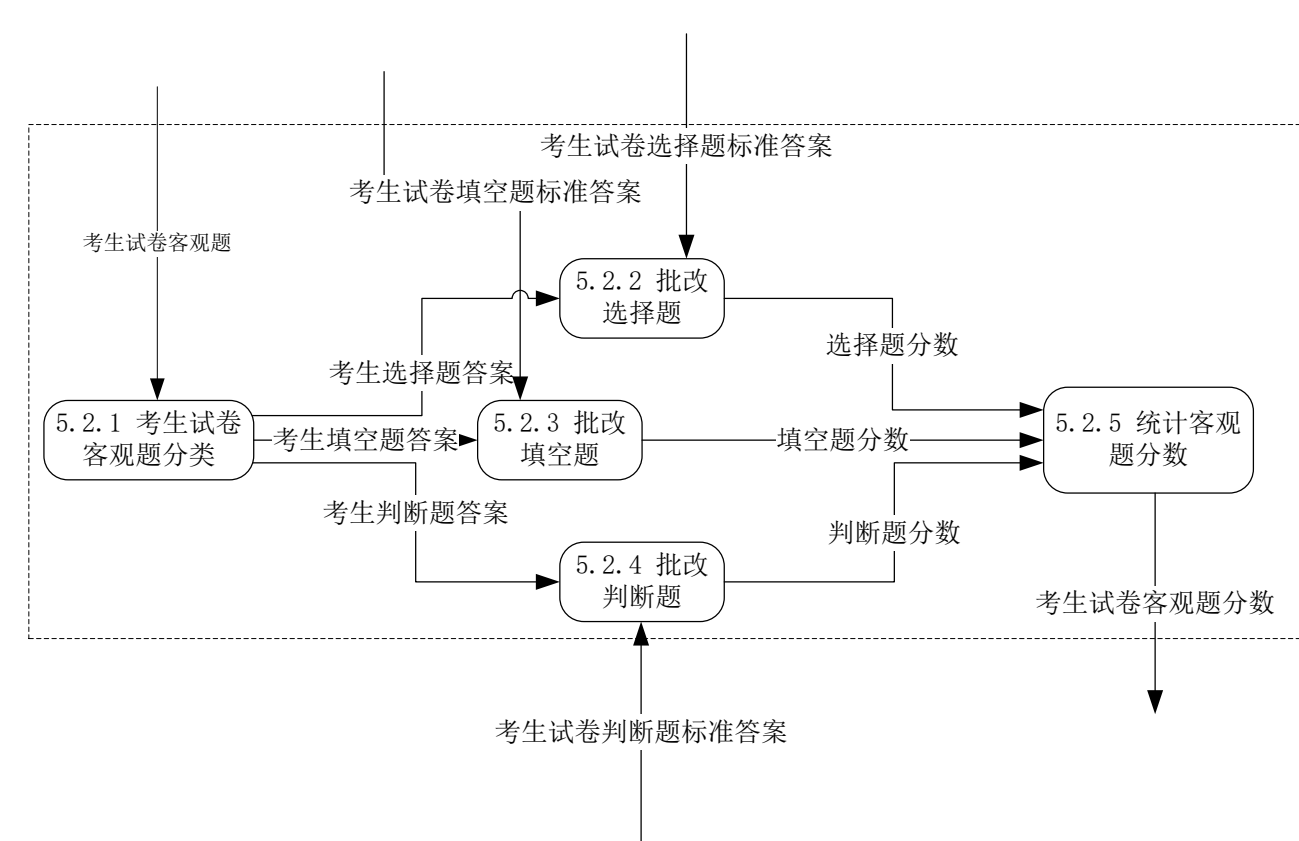 考生试卷选择题标准答案
考生试卷填空题标准答案
考生试卷客观题
5.2.2 批改
选择题
选择题分数
考生选择题答案
5.2.1 考生试卷
客观题分类
考生填空题答案
5.2.3 批改
填空题
填空题分数
5.2.5 统计客观
题分数
考生判断题答案
判断题分数
5.2.4 批改
判断题
考生试卷客观题分数
考生试卷判断题标准答案